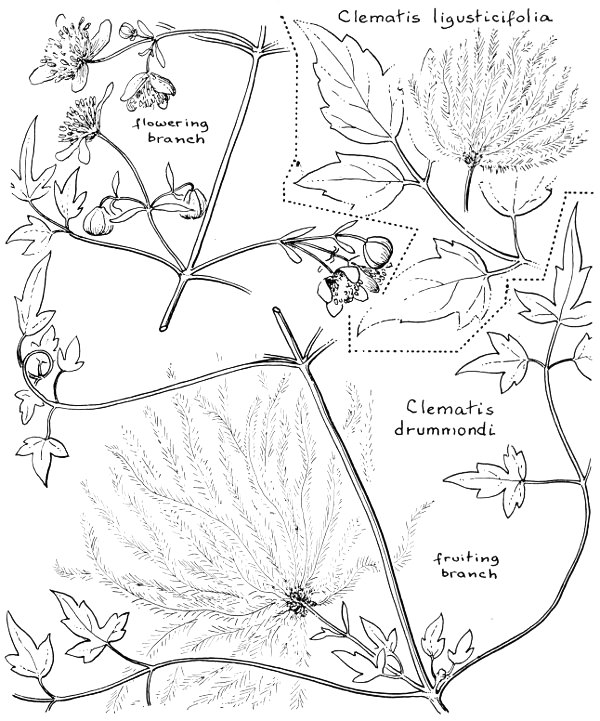 Clematis ligusticifolia
flowering
branch
Clematis
drummondi
fruiting
branch